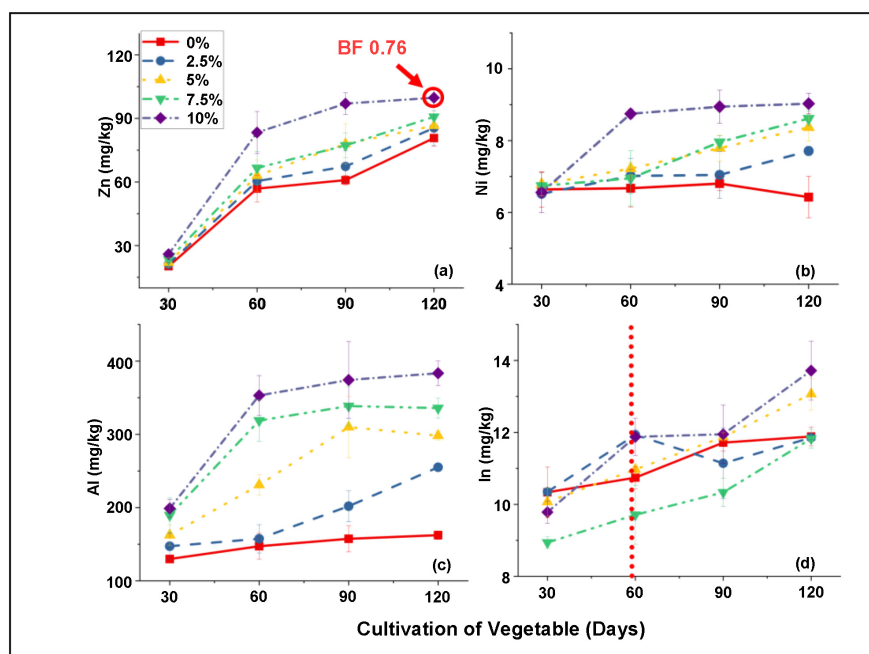 BF 0.76
0%
2.5%
5%
7.5%
10%
Zn (mg/kg)
120
90
60
30
(a)
30 60 90 120
Ni (mg/kg)
10
8
6
4
(b)
30 60 90 120
Al (mg/kg)
400
300
200
100
(c)
30 60 90 120
In (mg/kg)
14
12
10
8
(d)
30 60 90 120
Cultivation of Vegetable (Days)